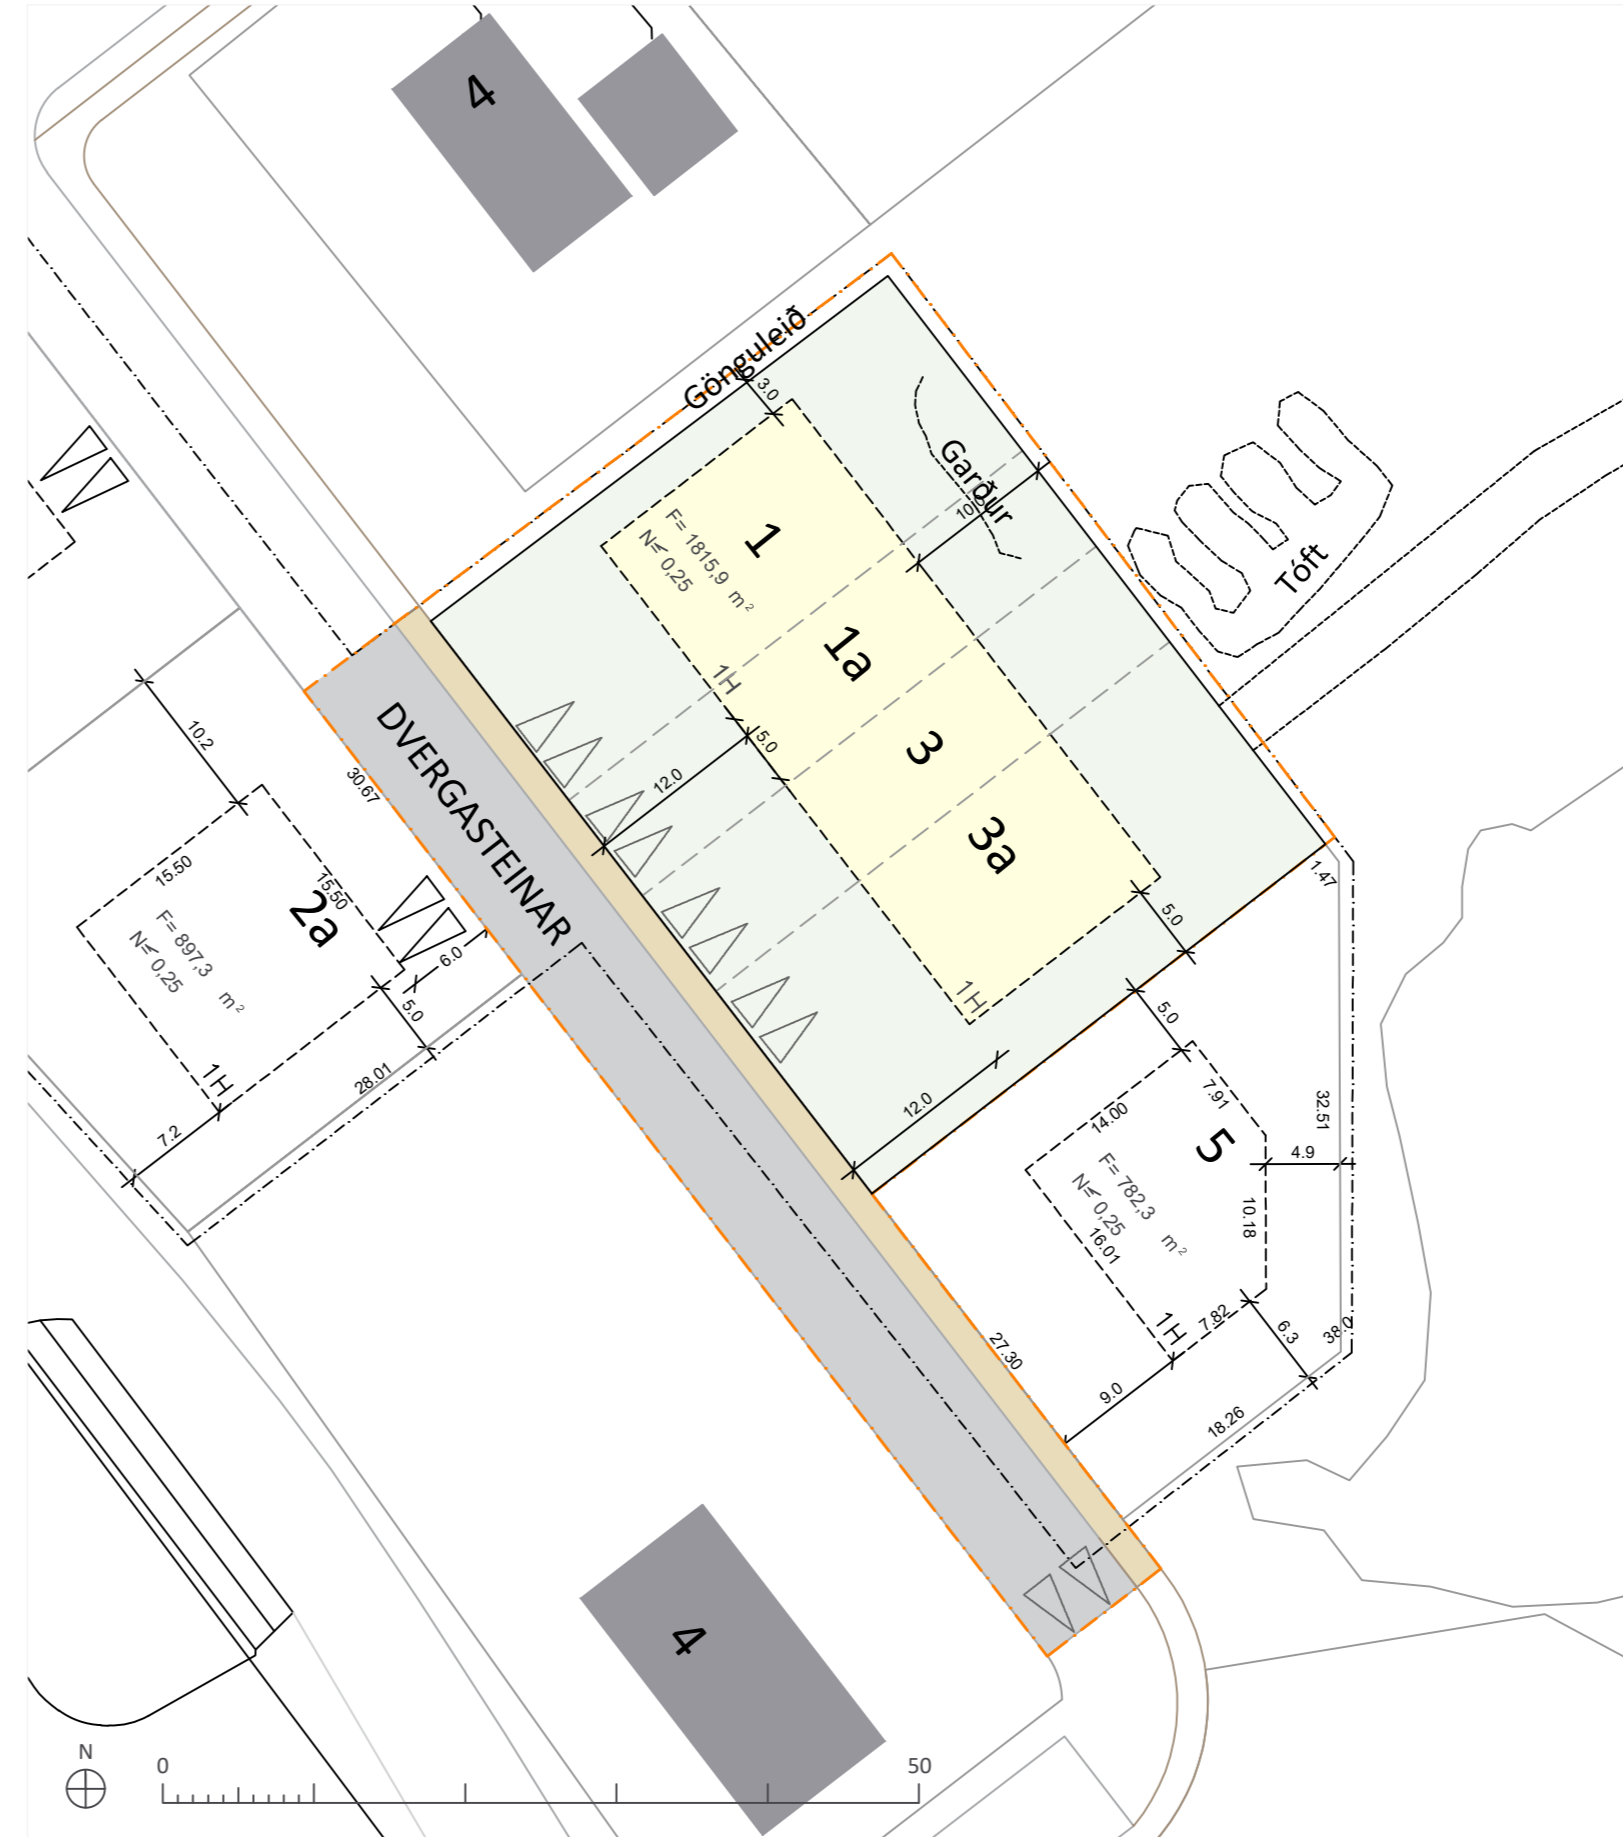 4
Gönguleið
3.0
Garður
10.0
Tóft
1
F= 1815,9 m²
N≤ 0,25
1a
1H
5.0
12.0
3
3a
1H
5.0
12.0
1.47
DVERGASTEINAR
30.67
10.2
15.50
15.50
2a
F= 897,3 m²
N≤ 0,25
1H
6.0
5.0
28.01
7.2
5.0
7.91
14.00
5
F= 782,3 m²
N≤ 0,25
16.01
10.18
4.9
32.51
1H
7.82
6.3
9.0
18.26
27.30
4
N
0
50